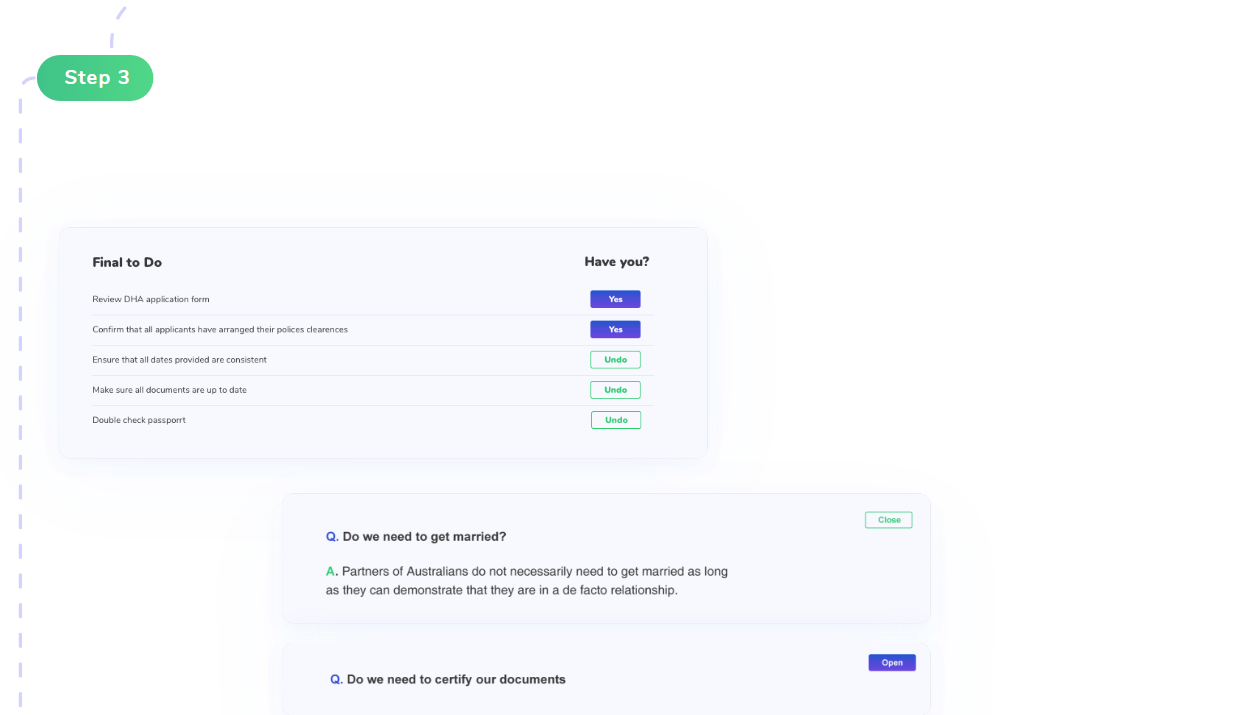 Step 3
Final to Do Have you?
Review DHA application form Yes
Confirm that all applicants have arranged their polices clearences Yes
Ensure that all dates provided are consistent Undo
Make sure all documents are up to date Undo
Double check passporrt Undo
Close
Q. Do we need to get married?
A. Partners of Australians do not necessarily need to get married as long
as they can demonstrate that they are in a de facto relationship.
Open
Q. Do we need to certify our documents